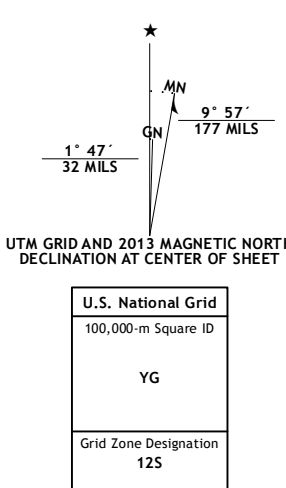 ★
MN
9° 57´
177 MILS
GN
1° 47´
32 MILS
UTM GRID AND 2013 MAGNETIC NORTH
DECLINATION AT CENTER OF SHEET
U.S. National Grid
100,000-m Square ID
YG
Grid Zone Designation
12S